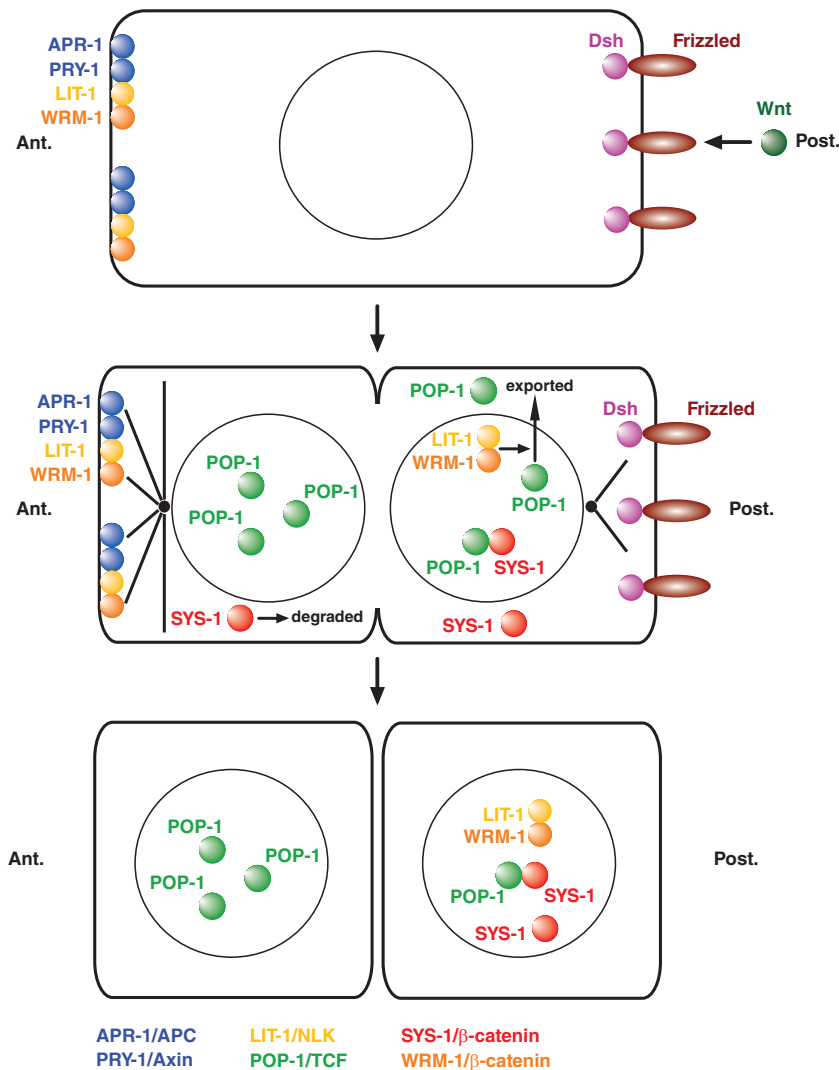 APR-1
PRY-1
LIT-1
WRM-1
Ant.
Dsh
Frizzled
Wnt
Post.
APR-1
PRY-1
LIT-1
WRM-1
Ant.
POP-1
POP-1
POP-1
SYS-1
degraded
POP-1
exported
LIT-1
WRM-1
POP-1
POP-1
SYS-1
SYS-1
Dsh
Frizzled
Post.
Ant.
POP-1
POP-1
POP-1
LIT-1
WRM-1
POP-1
SYS-1
SYS-1
Post.
APR-1/APC
LIT-1/NLK
SYS-1/β-catenin
PRY-1/Axin
POP-1/TCF
WRM-1/β-catenin